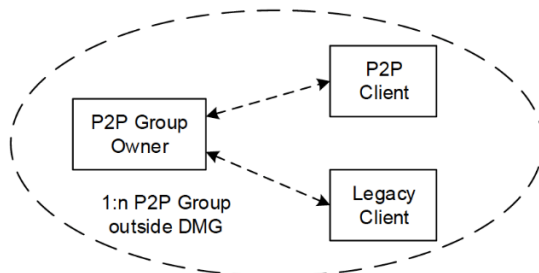 P2P
Client
P2P Group
Owner
1:n P2P Group
outside DMG
Legacy
Client